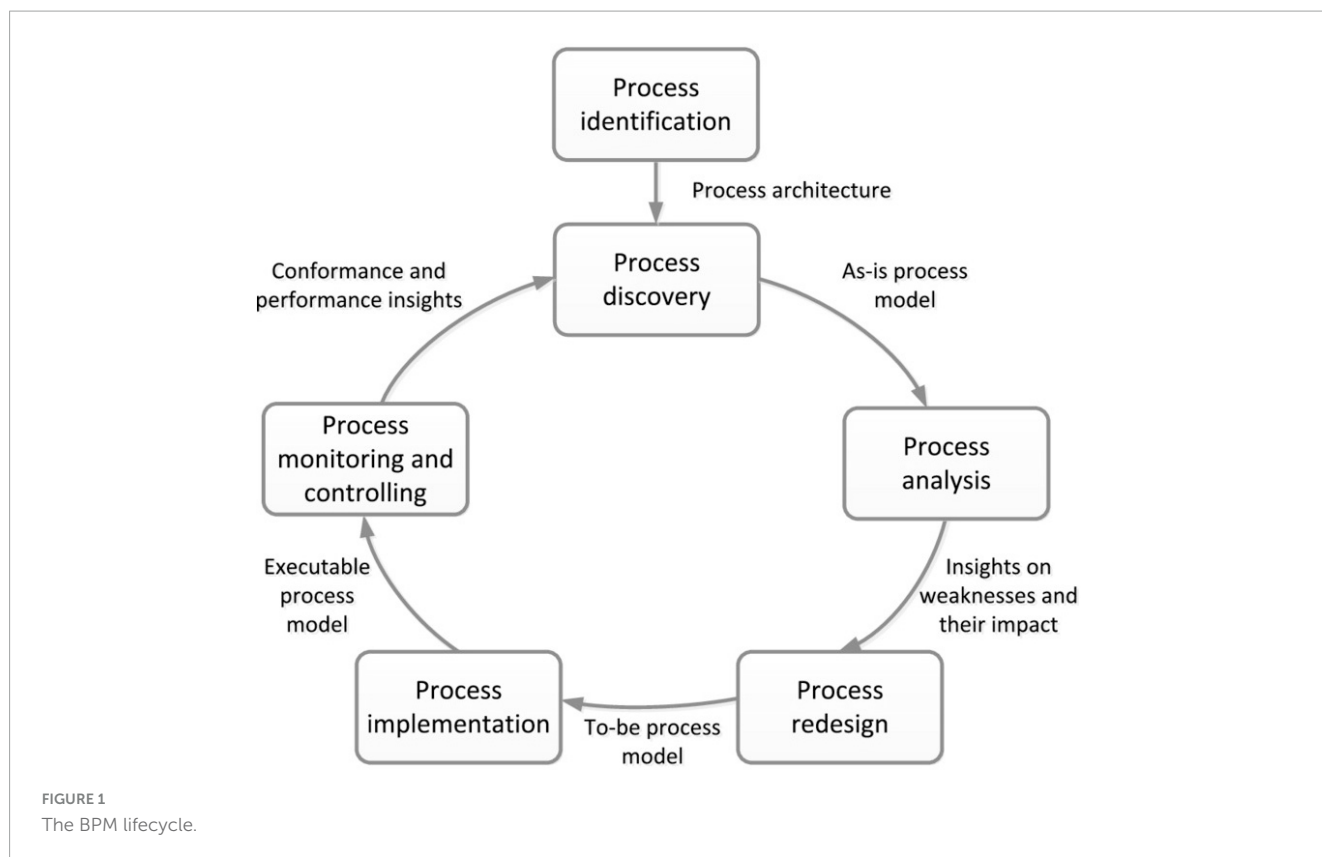 Process
identification
Process architecture
Process
discovery
As-is process
model
Process
analysis
Insights on
weaknesses and
their impact
Process
redesign
To-be process
model
Process
implementation
Executable
process
model
Process
monitoring and
controlling
Conformance and
performance insights
FIGURE 1
The BPM lifecycle.